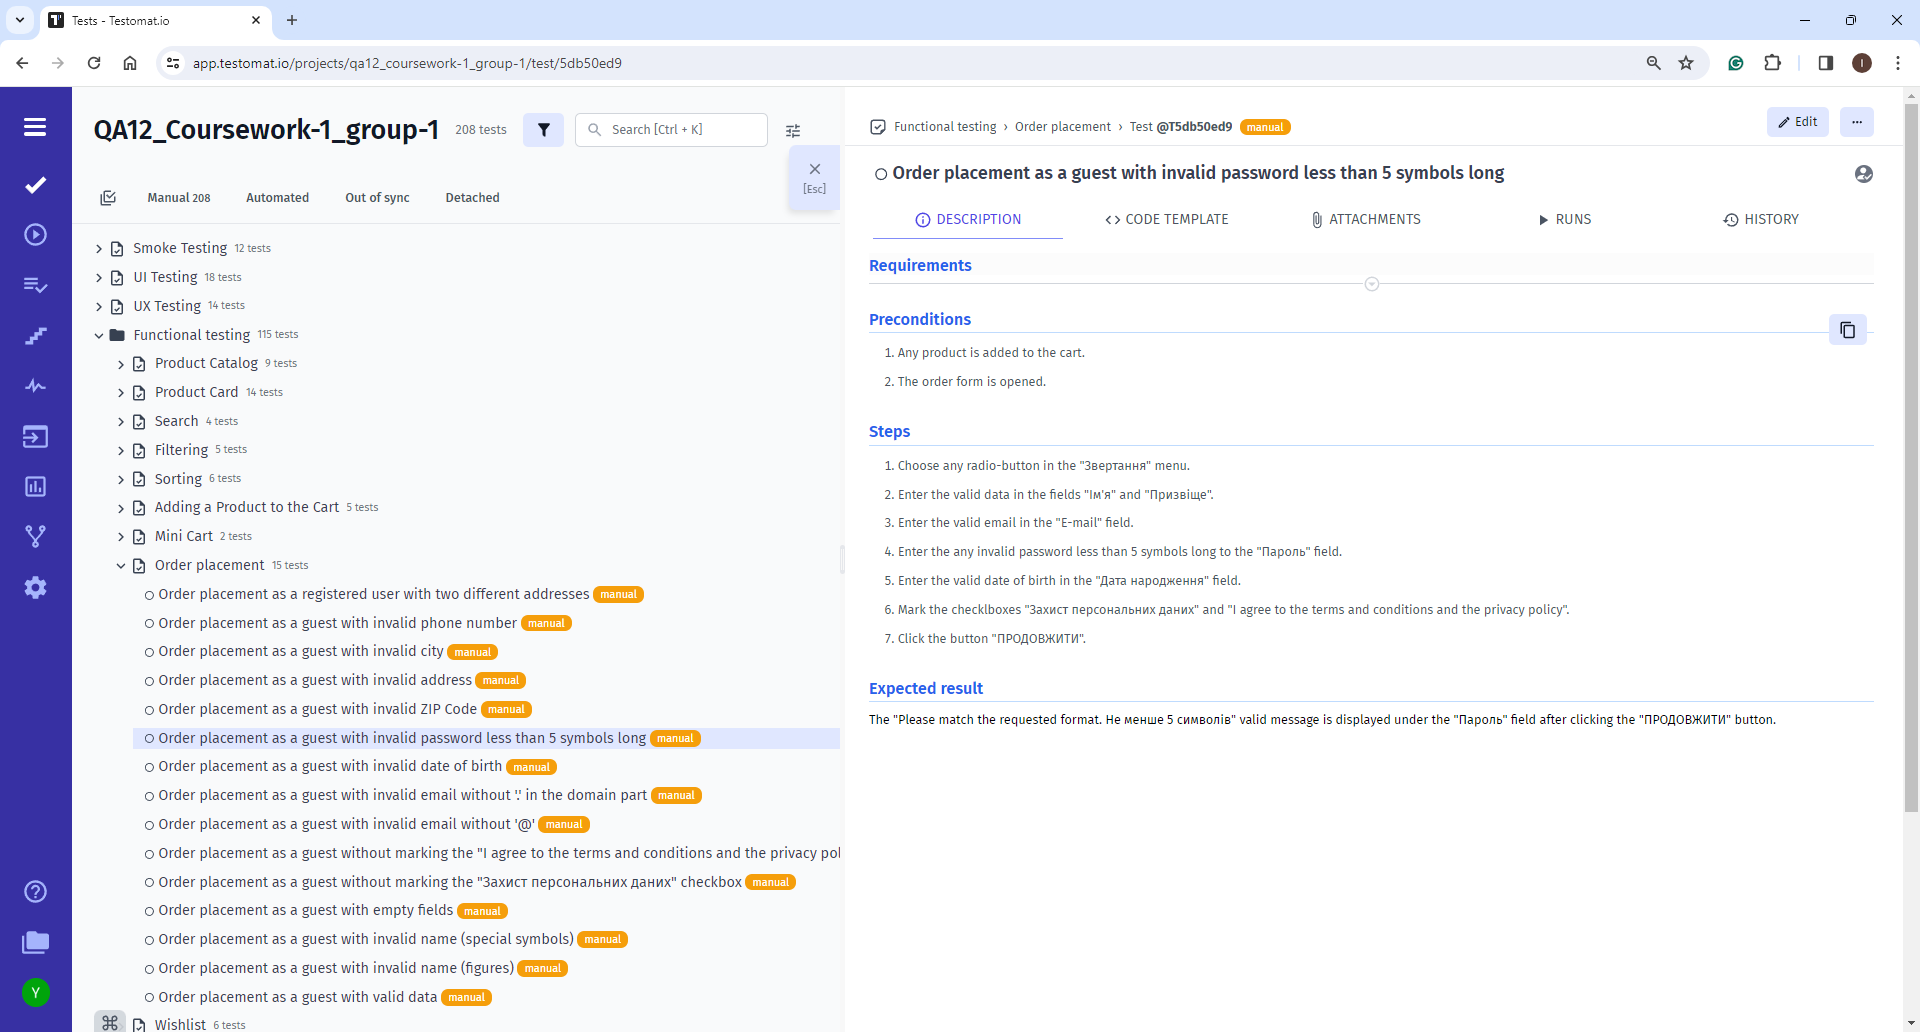 Tests - Testomat.io
app.testomat.io/projects/qa12_coursework-1_group-1/test/5db50ed9
QA12_Coursework-1_group-1
208 tests
Search [Ctrl + K]
[Esc]
Manual 208
Automated
Out of sync
Detached
Smoke Testing 12 tests
UI Testing 18 tests
UX Testing 14 tests
Functional testing 115 tests
Product Catalog 9 tests
Product Card 14 tests
Search 4 tests
Filtering 5 tests
Sorting 6 tests
Adding a Product to the Cart 5 tests
Mini Cart 2 tests
Order placement 15 tests
Order placement as a registered user with two different addresses manual
Order placement as a guest with invalid phone number manual
Order placement as a guest with invalid city manual
Order placement as a guest with invalid address manual
Order placement as a guest with invalid ZIP Code manual
Order placement as a guest with invalid password less than 5 symbols long manual
Order placement as a guest with invalid date of birth manual
Order placement as a guest with invalid email without '.' in the domain part manual
Order placement as a guest with invalid email without '@' manual
Order placement as a guest without marking the "I agree to the terms and conditions and the privacy pol
Order placement as a guest without marking the "Захист персональних даних" checkbox manual
Order placement as a guest with empty fields manual
Order placement as a guest with invalid name (special symbols) manual
Order placement as a guest with invalid name (figures) manual
Order placement as a guest with valid data manual
Wishlist 6 tests
Y
Functional testing › Order placement › Test @T5db50ed9 manual
Edit
Order placement as a guest with invalid password less than 5 symbols long
DESCRIPTION
CODE TEMPLATE
ATTACHMENTS
RUNS
HISTORY
Requirements
Preconditions
1. Any product is added to the cart.
2. The order form is opened.
Steps
1. Choose any radio-button in the "Звертання" menu.
2. Enter the valid data in the fields "Ім'я" and "Призвіще".
3. Enter the valid email in the "E-mail" field.
4. Enter the any invalid password less than 5 symbols long to the "Пароль" field.
5. Enter the valid date of birth in the "Дата народження" field.
6. Mark the checklboxes "Захист персональних даних" and "I agree to the terms and conditions and the privacy policy".
7. Click the button "ПРОДОВЖИТИ".
Expected result
The "Please match the requested format. Не менше 5 символів" valid message is displayed under the "Пароль" field after clicking the "ПРОДОВЖИТИ" button.